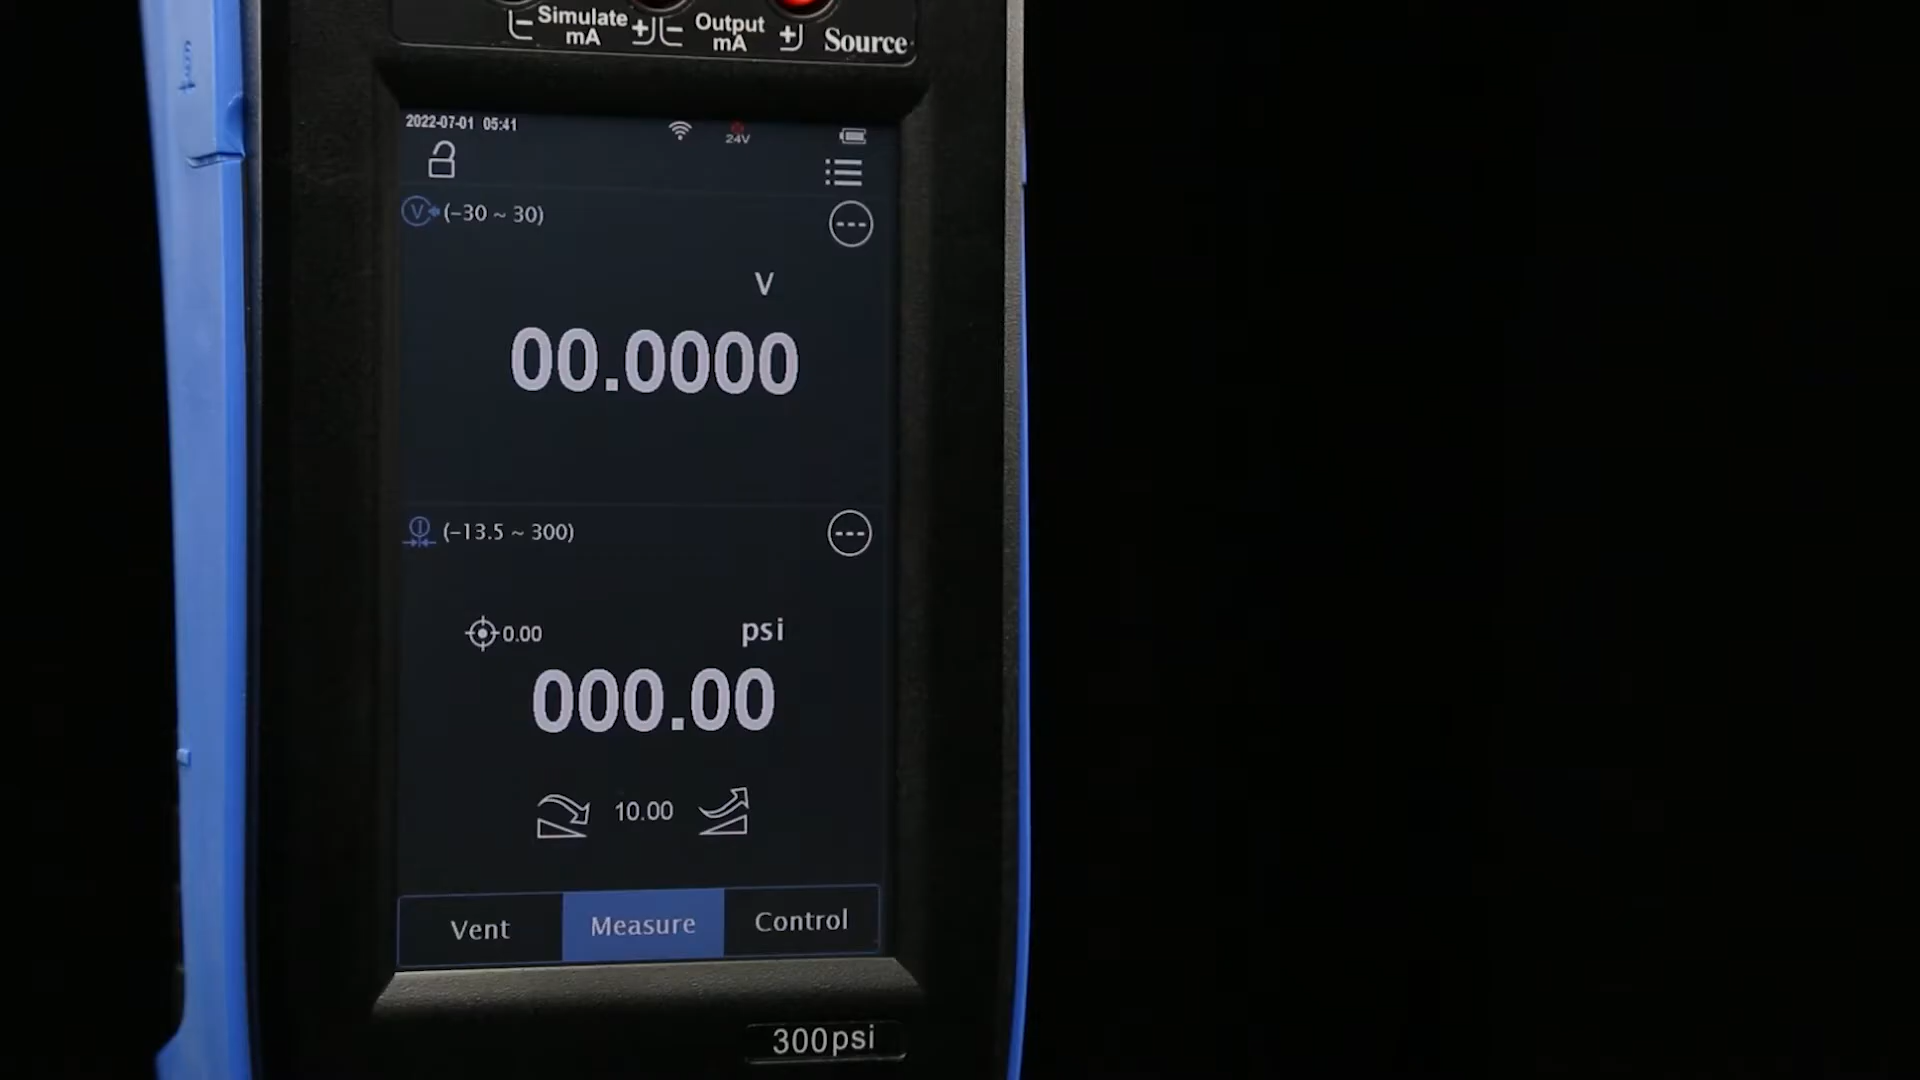 Simulate Output
mA mA Source
2022-07-01 05:41
24V
V (-30 ~ 30)
V
00.0000
(-13.5 ~ 300)
0.00 psi
000.00
10.00
Vent Measure Control
300psi